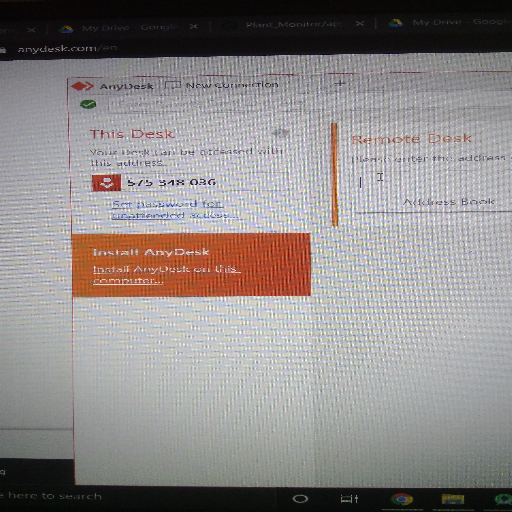 My Drive - Googl
Plant_Monitor/ap
My Drive - Google
anydesk.com/en
AnyDesk
New Connection
+
This Desk
Your Desk can be accessed with
this address.
575 348 036
Set password for
unattended access...
Install AnyDesk
Install AnyDesk on this
computer...
Remote Desk
Please enter the address
Address Book
here to search